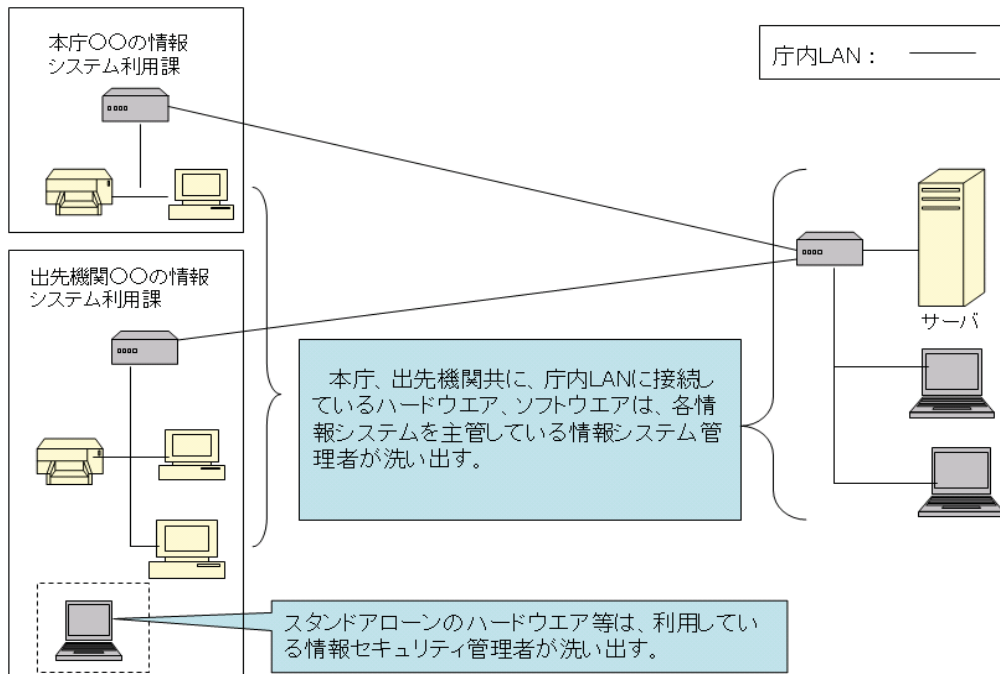 本庁〇〇の情報
システム利用課
庁内LAN：
出先機関〇〇の情報
システム利用課
サーバ
本庁、出先機関共に、庁内LANに接続し
ているハードウエア、ソフトウエアは、各情
報システムを主管している情報システム管
理者が洗い出す。
スタンドアローンのハードウエア等は、利用してい
る情報セキュリティ管理者が洗い出す。